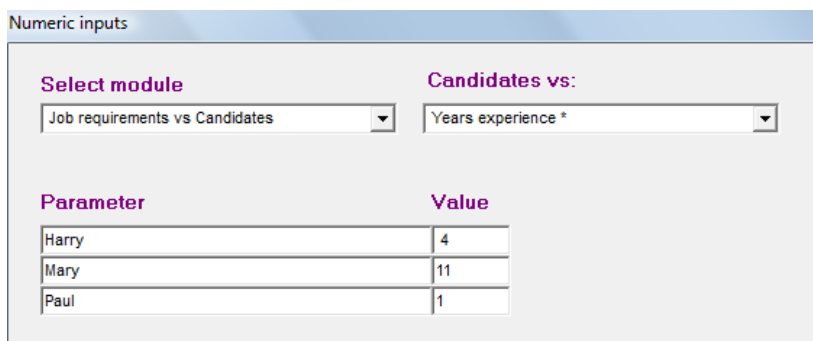 Numeric inputs
Select module Candidates vs:
Job requirements vs Candidates Years experience *
Parameter Value
Harry 4
Mary 11
Paul 1